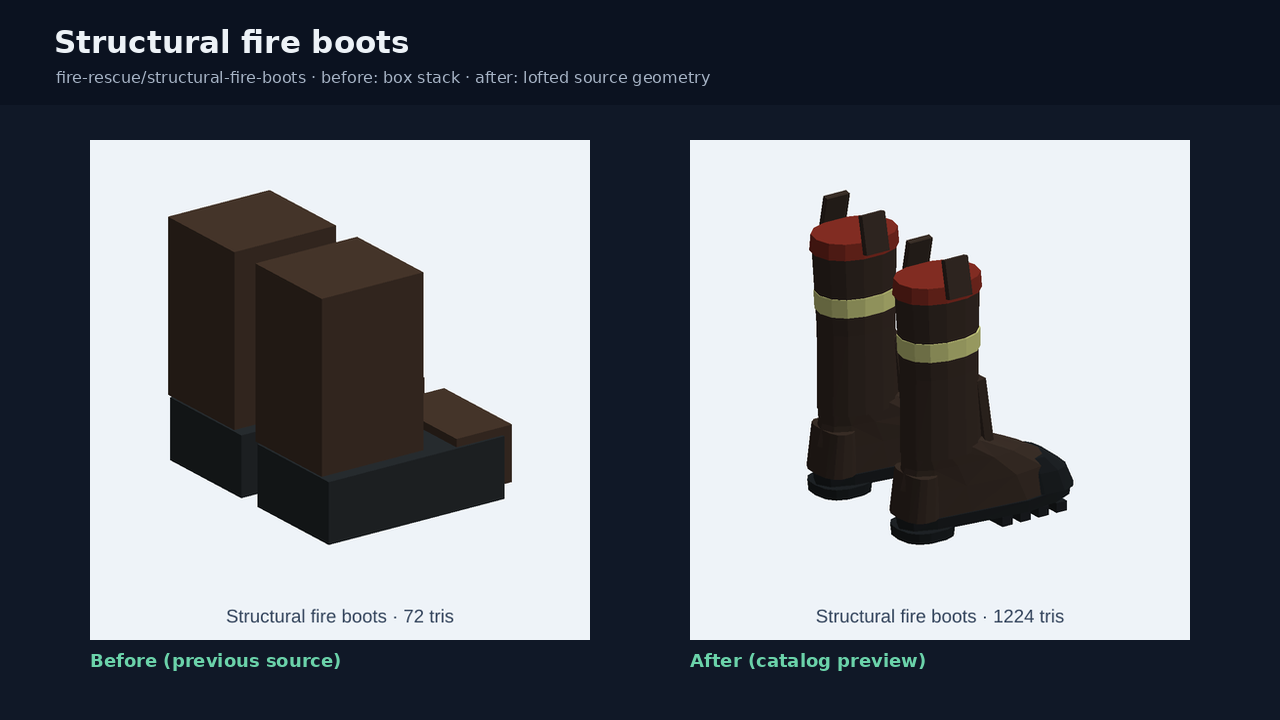 Structural fire boots
fire-rescue/structural-fire-boots · before: box stack · after: lofted source geometry
Structural fire boots · 72 tris
Structural fire boots · 1224 tris
Before (previous source)
After (catalog preview)